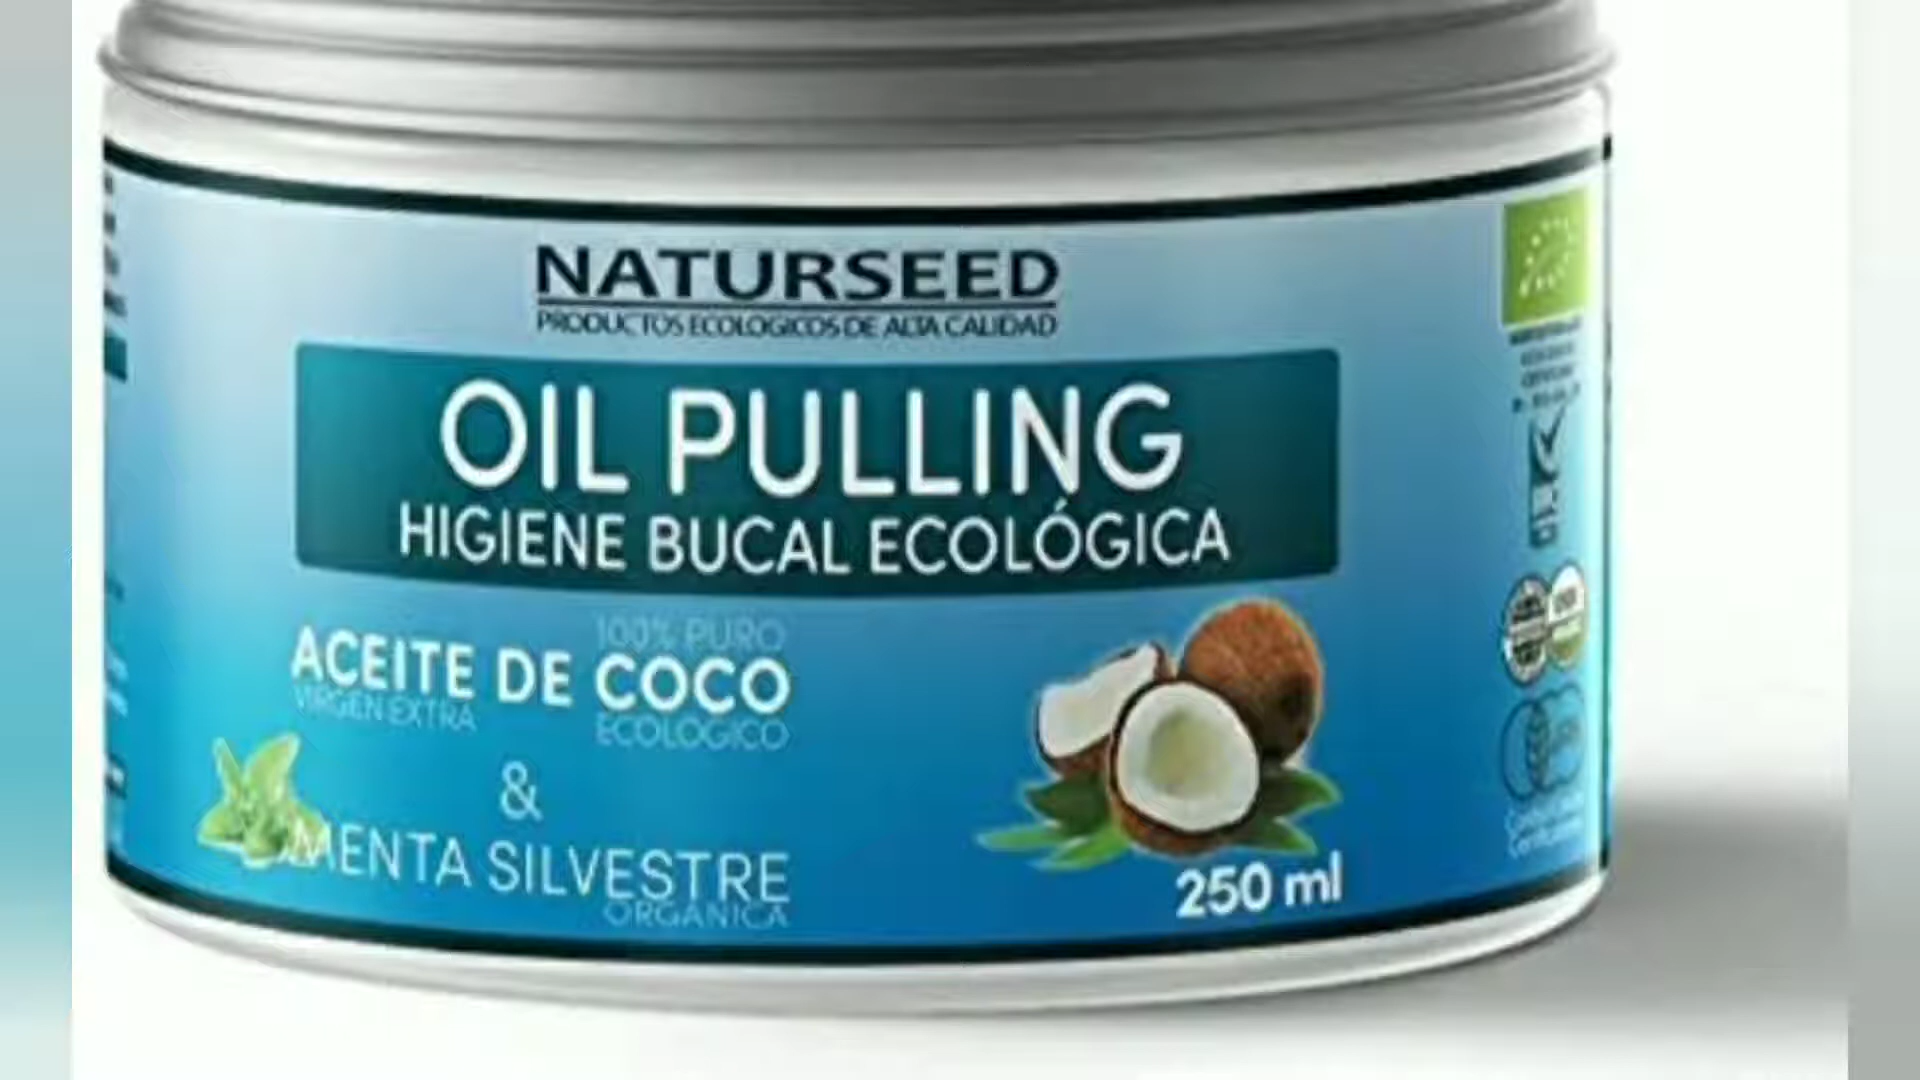 NATURSEED
PRODUCTOS ECOLOGICOS DE ALTA CALIDAD
OIL PULLING
HIGIENE BUCAL ECOLÓGICA
100% PURO
ACEITE DE COCO
VIRGEN EXTRA
ECOLOGICO
&
MENTA SILVESTRE
ORGÁNICA
250 ml